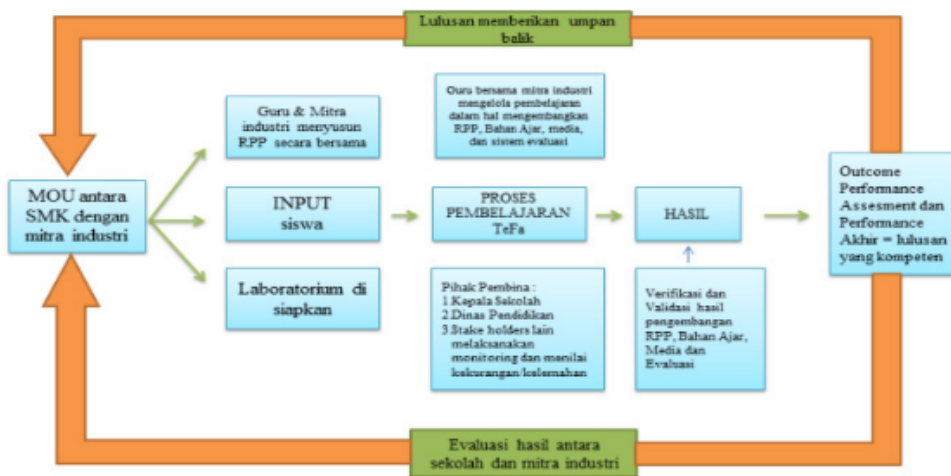 Lulusan memberikan umpan
balik
Guru & Mitra
industri menyusun
RPP secara bersama
Guru bersama mitra industri
mengelola pembelajaran
dalam hal mengembangkan
RPP, Bahan Ajar, media,
dan sistem evaluasi
MOU antara
SMK dengan
mitra industri
INPUT
siswa
PROSES
PEMBELAJARAN
TeFa
HASIL
Outcome
Performance
Assesment dan
Performance
Akhir = lulusan
yang kompeten
Laboratorium di
siapkan
Pihak Pembina :
1.Kepala Sekolah
2.Dinas Pendidikan
3.Stake holders lain
melaksanakan
monitoring dan menilai
kekurangan/kelemahan
Verifikasi dan
Validasi hasil
pengembangan
RPP, Bahan Ajar,
Media dan
Evaluasi
Evaluasi hasil antara
sekolah dan mitra industri